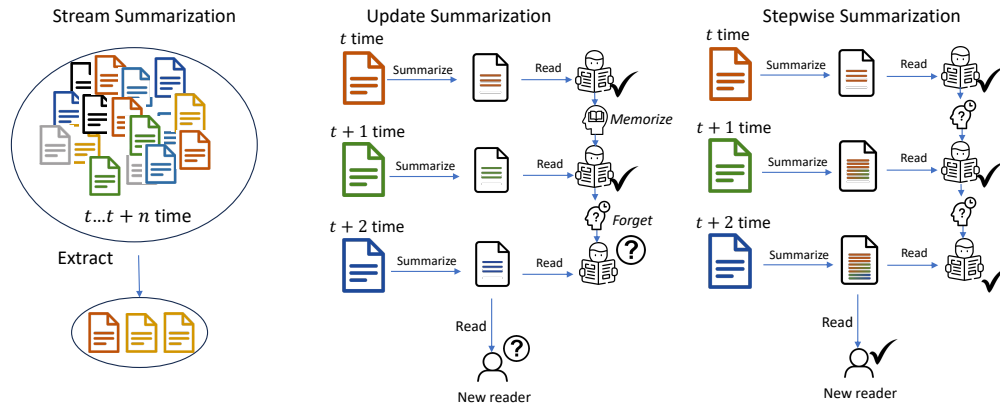 Stream Summarization
t...t + n time
Extract
Update Summarization
t time
Summarize
Read
Memorize
t + 1 time
Summarize
Read
?
Forget
t + 2 time
Summarize
Read
?
Read
?
New reader
Stepwise Summarization
t time
Summarize
Read
?
t + 1 time
Summarize
Read
?
t + 2 time
Summarize
Read
Read
New reader